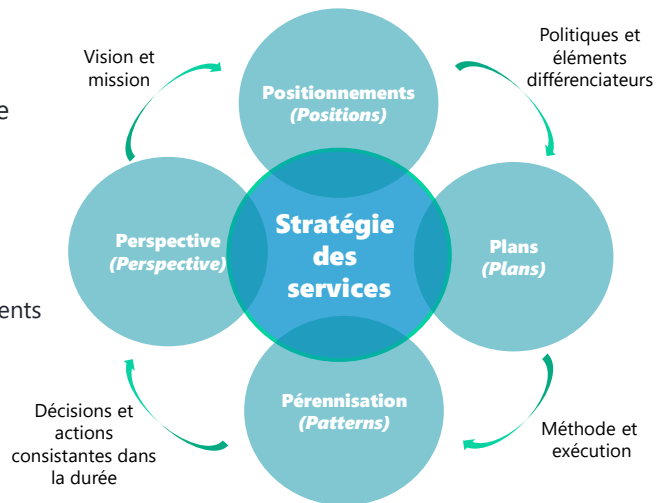 Vision et
mission
Politiques et
éléments
différenciateurs
Positionnements
(Positions)
e
Perspective
(Perspective)
Stratégie
des
services
Plans
(Plans)
ents
Pérennisation
(Patterns)
Décisions et
actions
consistantes dans
la durée
Méthode et
exécution